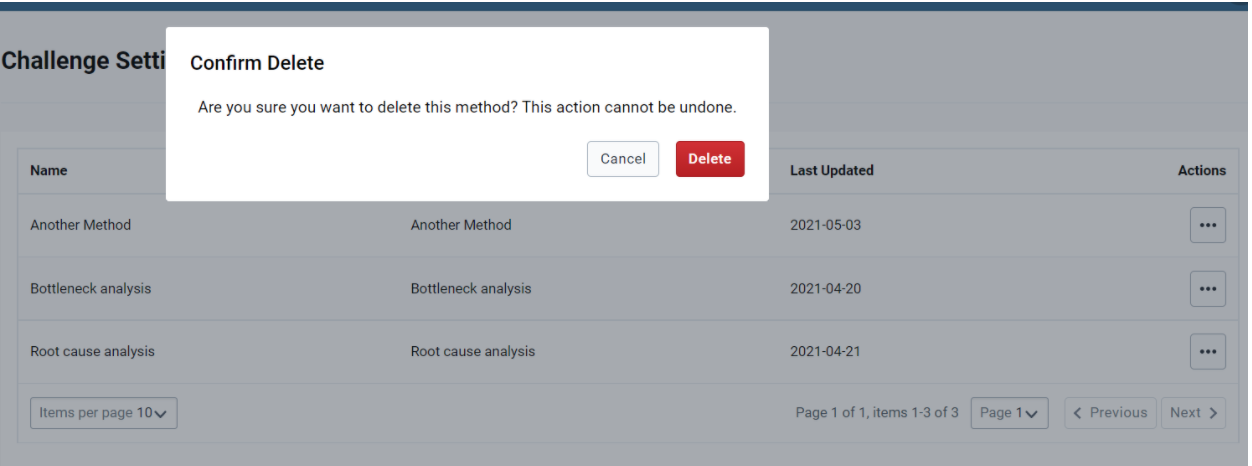 Challenge Setti
Confirm Delete
Are you sure you want to delete this method? This action cannot be undone.
Cancel Delete
Name Last Updated Actions
Another Method Another Method 2021-05-03
Bottleneck analysis Bottleneck analysis 2021-04-20
Root cause analysis Root cause analysis 2021-04-21
Items per page 10 Page 1 of 1, items 1-3 of 3 Page 1 Previous Next